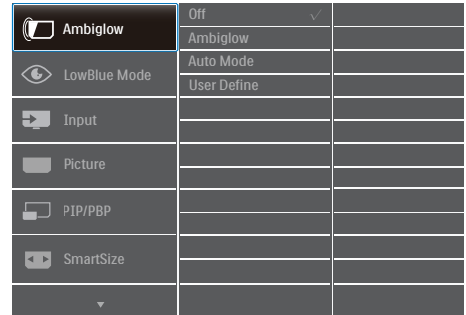 Ambiglow
LowBlue Mode
Input
Picture
PIP/PBP
SmartSize
Off
Ambiglow
Auto Mode
User Define